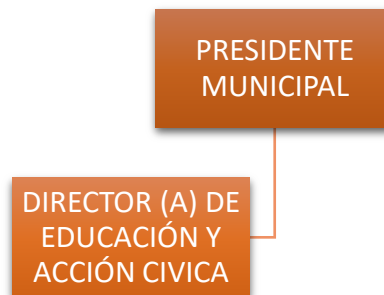 PRESIDENTE
MUNICIPAL
DIRECTOR (A) DE
EDUCACIÓN Y
ACCIÓN CIVICA